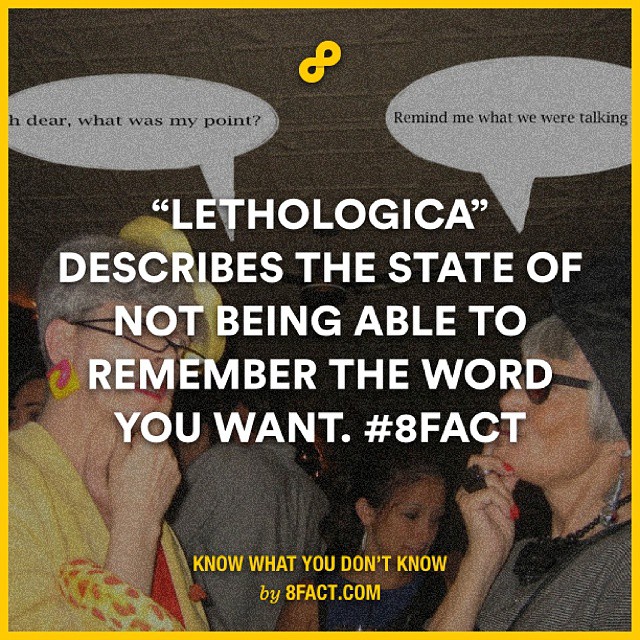 h dear, what was my point?
Remind me what we were talking
“LETHOLOGICA”
DESCRIBES THE STATE OF
NOT BEING ABLE TO
REMEMBER THE WORD
YOU WANT. #8FACT
KNOW WHAT YOU DON’T KNOW
by 8FACT.COM